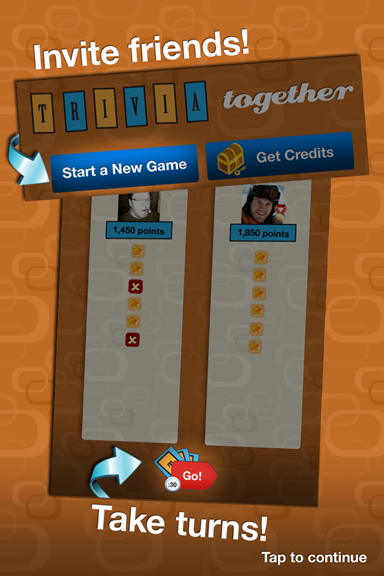 Invite friends!
TRIVIA together
Start a New Game
Get Credits
1,450 points
1,850 points
:30
Go!
Take turns!
Tap to continue